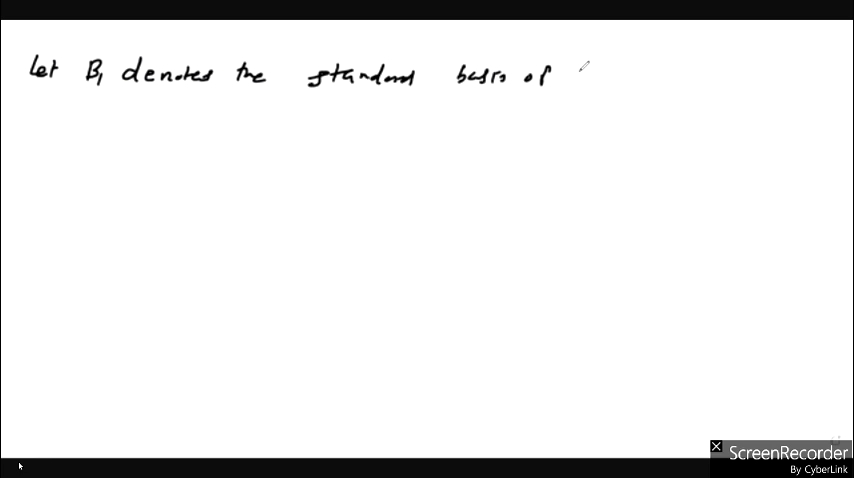 Let B₁ denotes the standard basis of
ScreenRecorder
By CyberLink